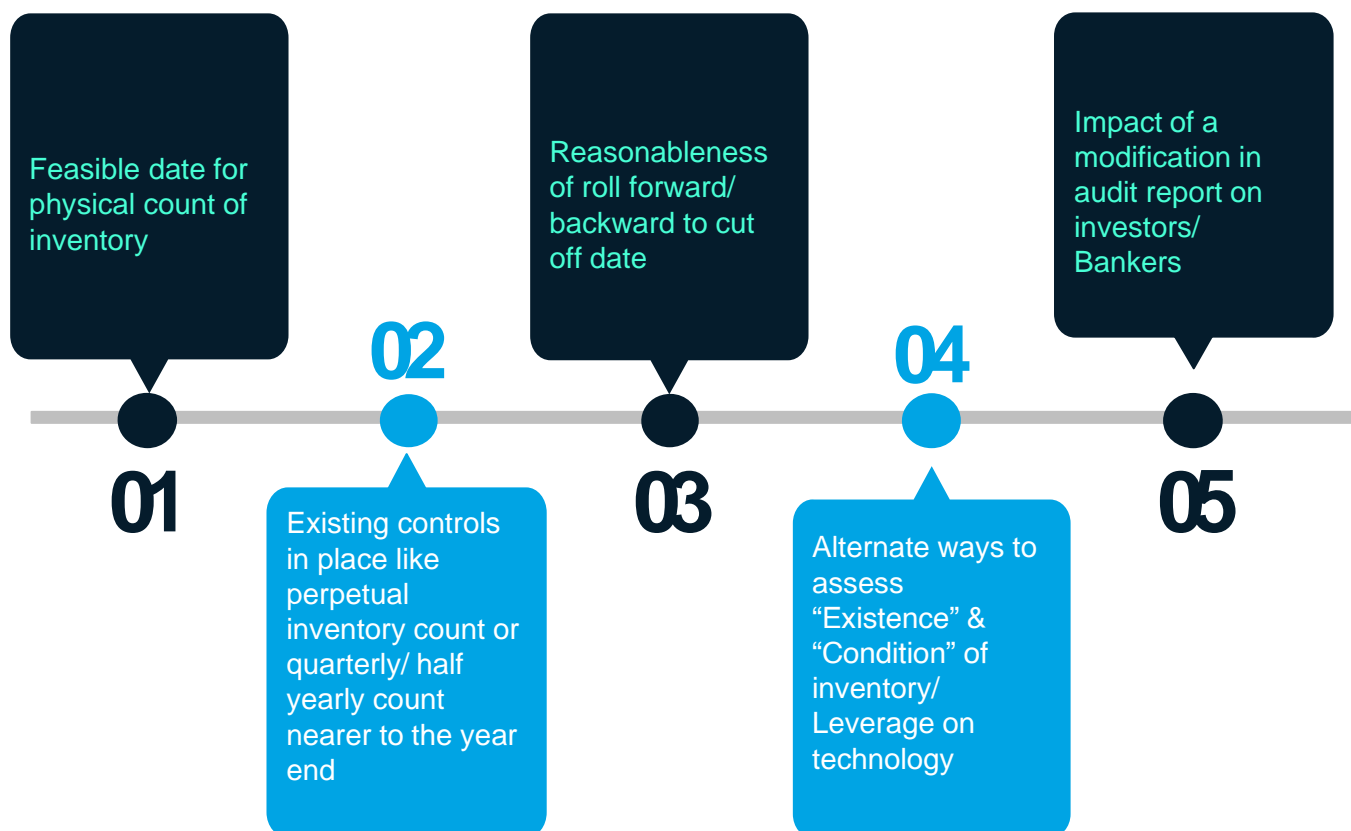 Feasible date for
physical count of
inventory
01
02
Existing controls
in place like
perpetual
inventory count or
quarterly/ half
yearly count
nearer to the year
end
Reasonableness
of roll forward/
backward to cut
off date
03
04
Alternate ways to
assess
“Existence” &
“Condition” of
inventory/
Leverage on
technology
Impact of a
modification in
audit report on
investors/
Bankers
05